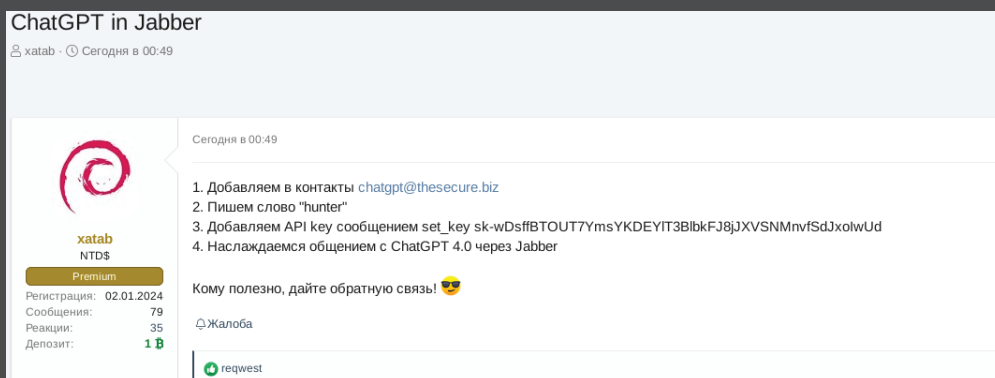 ChatGPT in Jabber
xatab · Сегодня в 00:49
Сегодня в 00:49
1. Добавляем в контакты chatgpt@thesecure.biz
2. Пишем слово "hunter"
3. Добавляем API key сообщением set_key
4. Наслаждаемся общением с ChatGPT 4.0 через Jabber
Кому полезно, дайте обратную связь!
xatab
NTD$
Premium
Регистрация: 02.01.2024
Сообщения: 79
Реакции: 35
Депозит: 1 ₿
Жалоба
reqwest